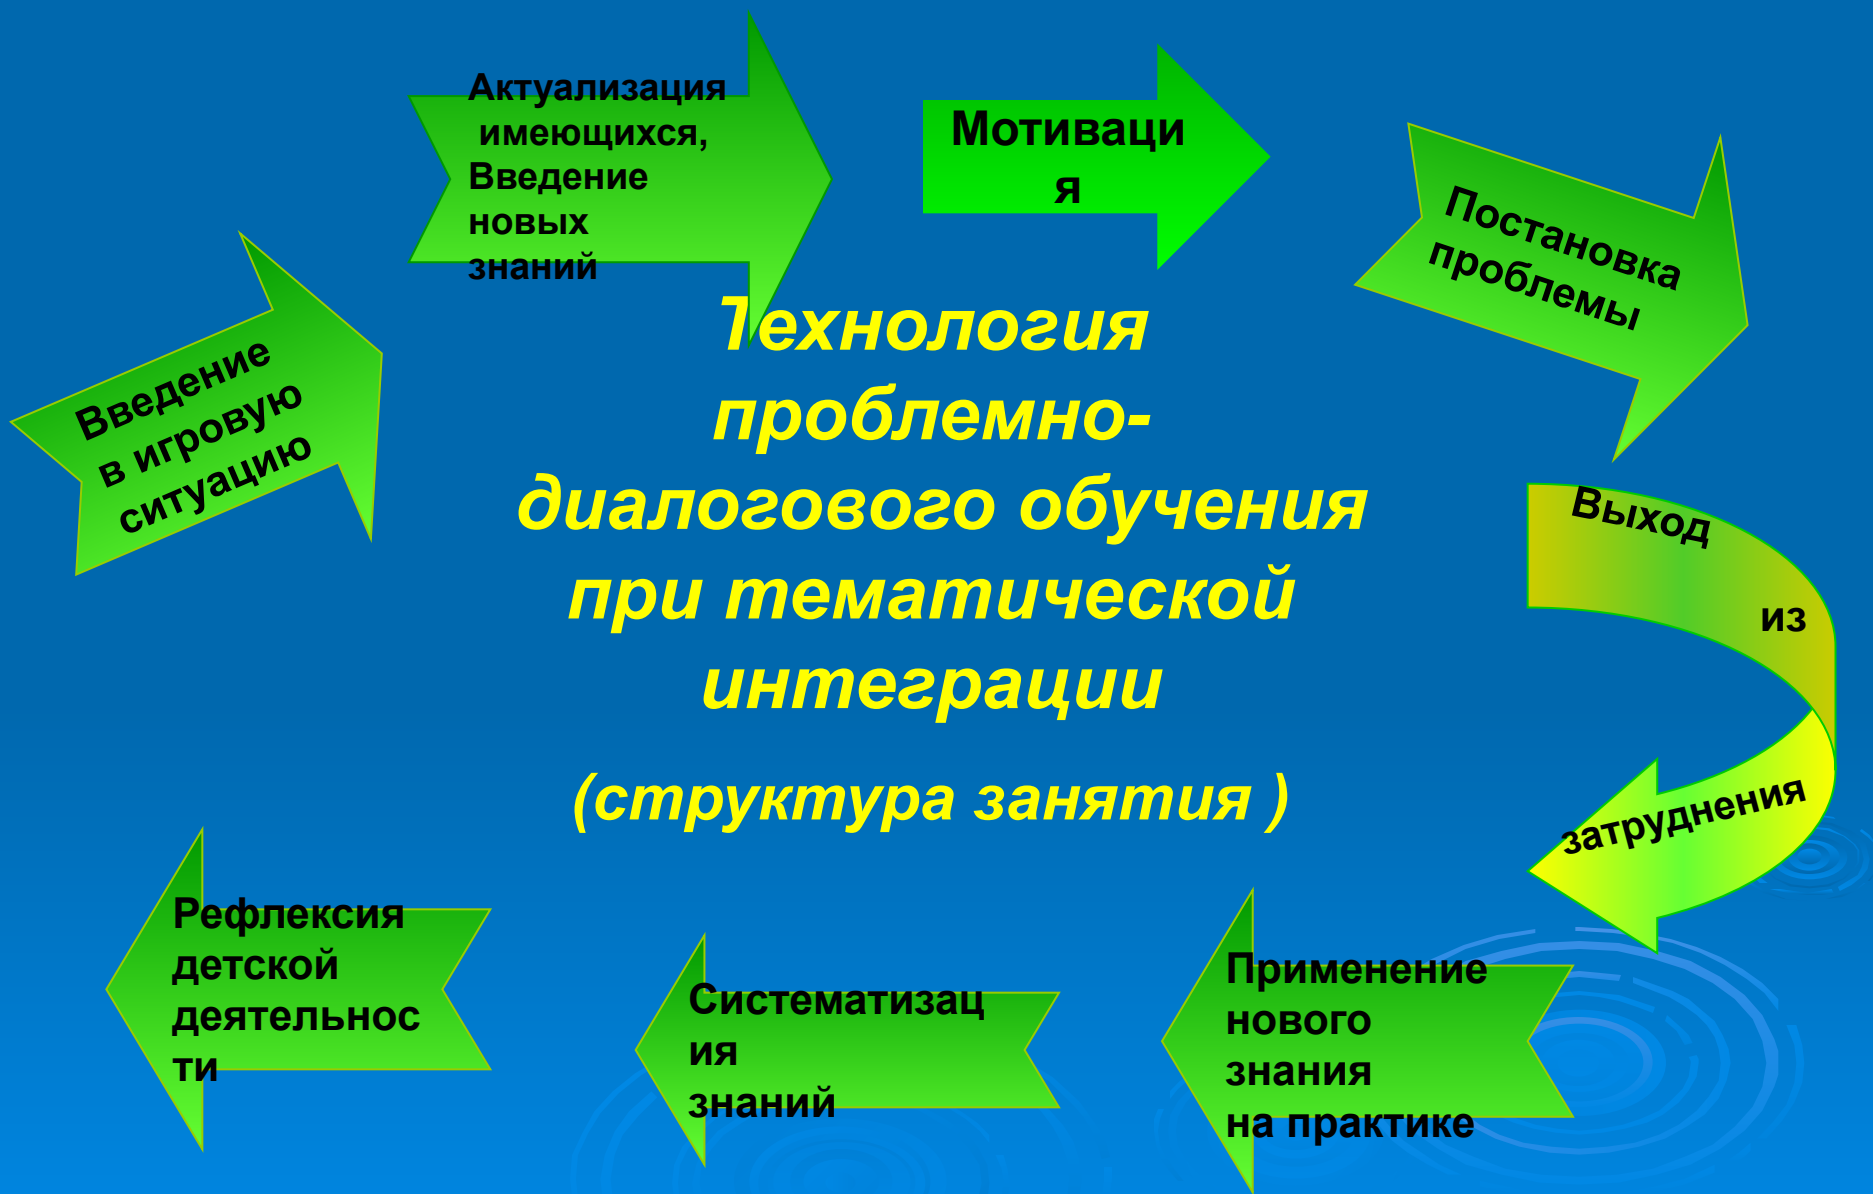 Актуализация
имеющихся,
Введение
новых
знаний
Мотиваци
я
Постановка
проблемы
Введение
в игровую
ситуацию
Технология
проблемно-
диалогового обучения
при тематической
интеграции
(структура занятия )
Выход
из
затруднения
Рефлексия
детской
деятельнос
ти
Систематизац
ия
знаний
Применение
нового
знания
на практике